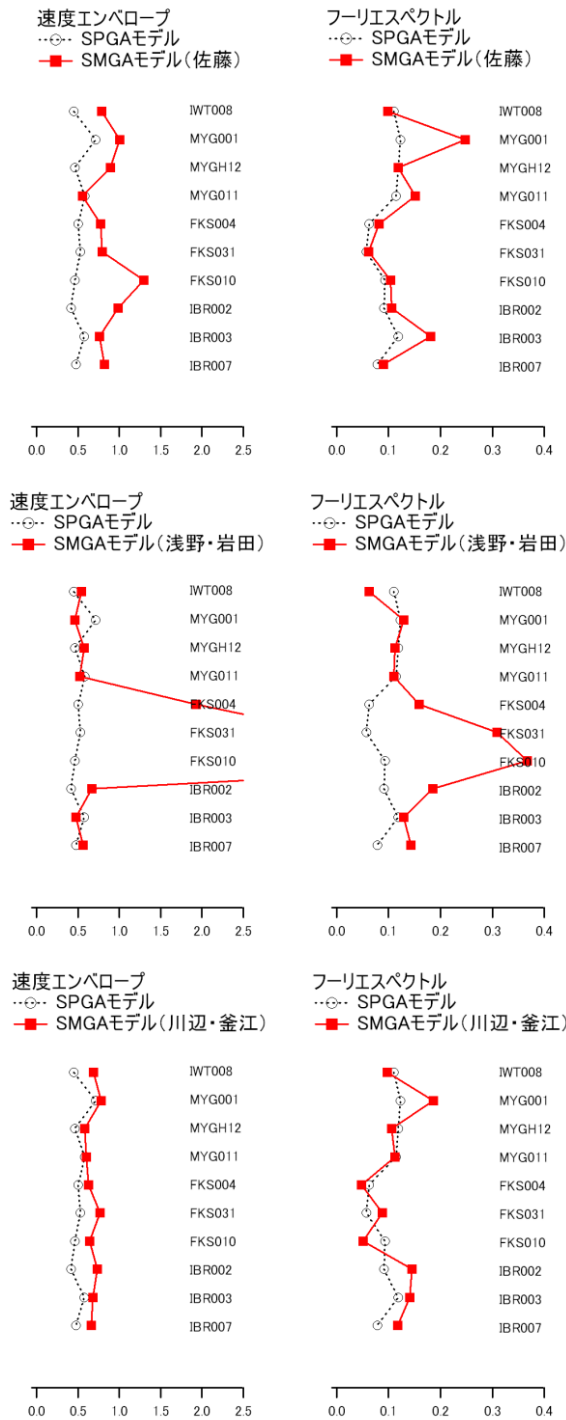 速度エンベロープ
SPGAモデル
SMGAモデル(佐藤)
IWT008
MYG001
MYGH12
MYG011
FKS004
FKS031
FKS010
IBR002
IBR003
IBR007
0.0 0.5 1.0 1.5 2.0 2.5
フーリエスペクトル
SPGAモデル
SMGAモデル(佐藤)
IWT008
MYG001
MYGH12
MYG011
FKS004
FKS031
FKS010
IBR002
IBR003
IBR007
0.0 0.1 0.2 0.3 0.4
速度エンベロープ
SPGAモデル
SMGAモデル(浅野・岩田)
IWT008
MYG001
MYGH12
MYG011
FKS004
FKS031
FKS010
IBR002
IBR003
IBR007
0.0 0.5 1.0 1.5 2.0 2.5
フーリエスペクトル
SPGAモデル
SMGAモデル(浅野・岩田)
IWT008
MYG001
MYGH12
MYG011
FKS004
FKS031
FKS010
IBR002
IBR003
IBR007
0.0 0.1 0.2 0.3 0.4
速度エンベロープ
SPGAモデル
SMGAモデル(川辺・釜江)
IWT008
MYG001
MYGH12
MYG011
FKS004
FKS031
FKS010
IBR002
IBR003
IBR007
0.0 0.5 1.0 1.5 2.0 2.5
フーリエスペクトル
SPGAモデル
SMGAモデル(川辺・釜江)
IWT008
MYG001
MYGH12
MYG011
FKS004
FKS031
FKS010
IBR002
IBR003
IBR007
0.0 0.1 0.2 0.3 0.4